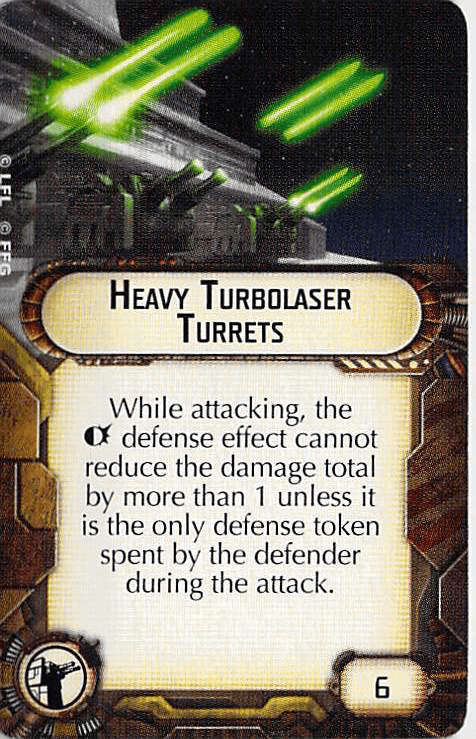 © LFL © FFG
HEAVY TURBOLASER
TURRETS
While attacking, the
defense effect cannot
reduce the damage total
by more than 1 unless it
is the only defense token
spent by the defender
during the attack.
6